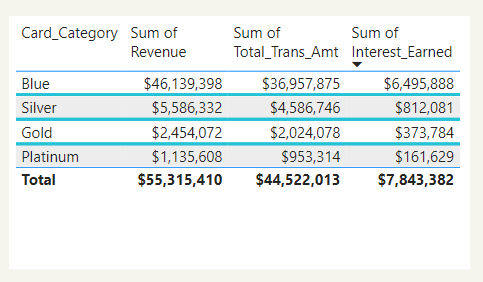 Card_Category Sum of Revenue Sum of Total_Trans_Amt Sum of Interest_Earned
Blue $46,139,398 $36,957,875 $6,495,888
Silver $5,586,332 $4,586,746 $812,081
Gold $2,454,072 $2,024,078 $373,784
Platinum $1,135,608 $953,314 $161,629
Total $55,315,410 $44,522,013 $7,843,382